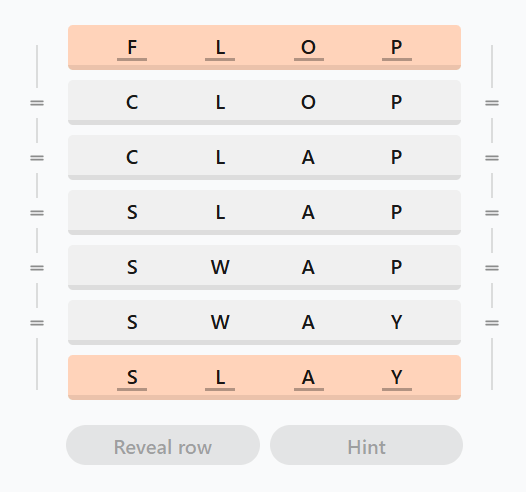 F L O P
C L O P
C L A P
S L A P
S W A P
S W A Y
S L A Y
Reveal row Hint